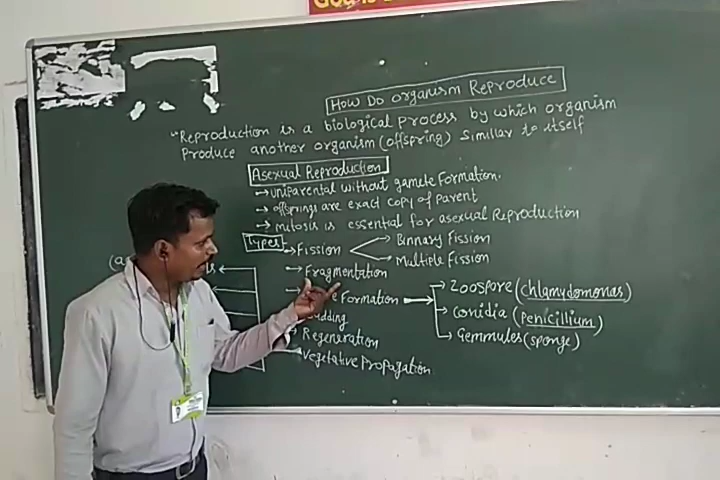 How Do organism Reproduce
"Reproduction is a biological process by which organism
Produce another organism (offspring) similar to itself
Asexual Reproduction
→ uniparental without gamete Formation.
→ offsprings are exact copy of parent
→ mitosis is essential for asexual Reproduction
Types → Fission
Binnary Fission
Multiple Fission
→ Fragmentation
Formation → Zoospore (chlamydomonas)
conidia (penicillium)
Gemmules (sponge)
Budding
Regeneration
Vegetative Propagation